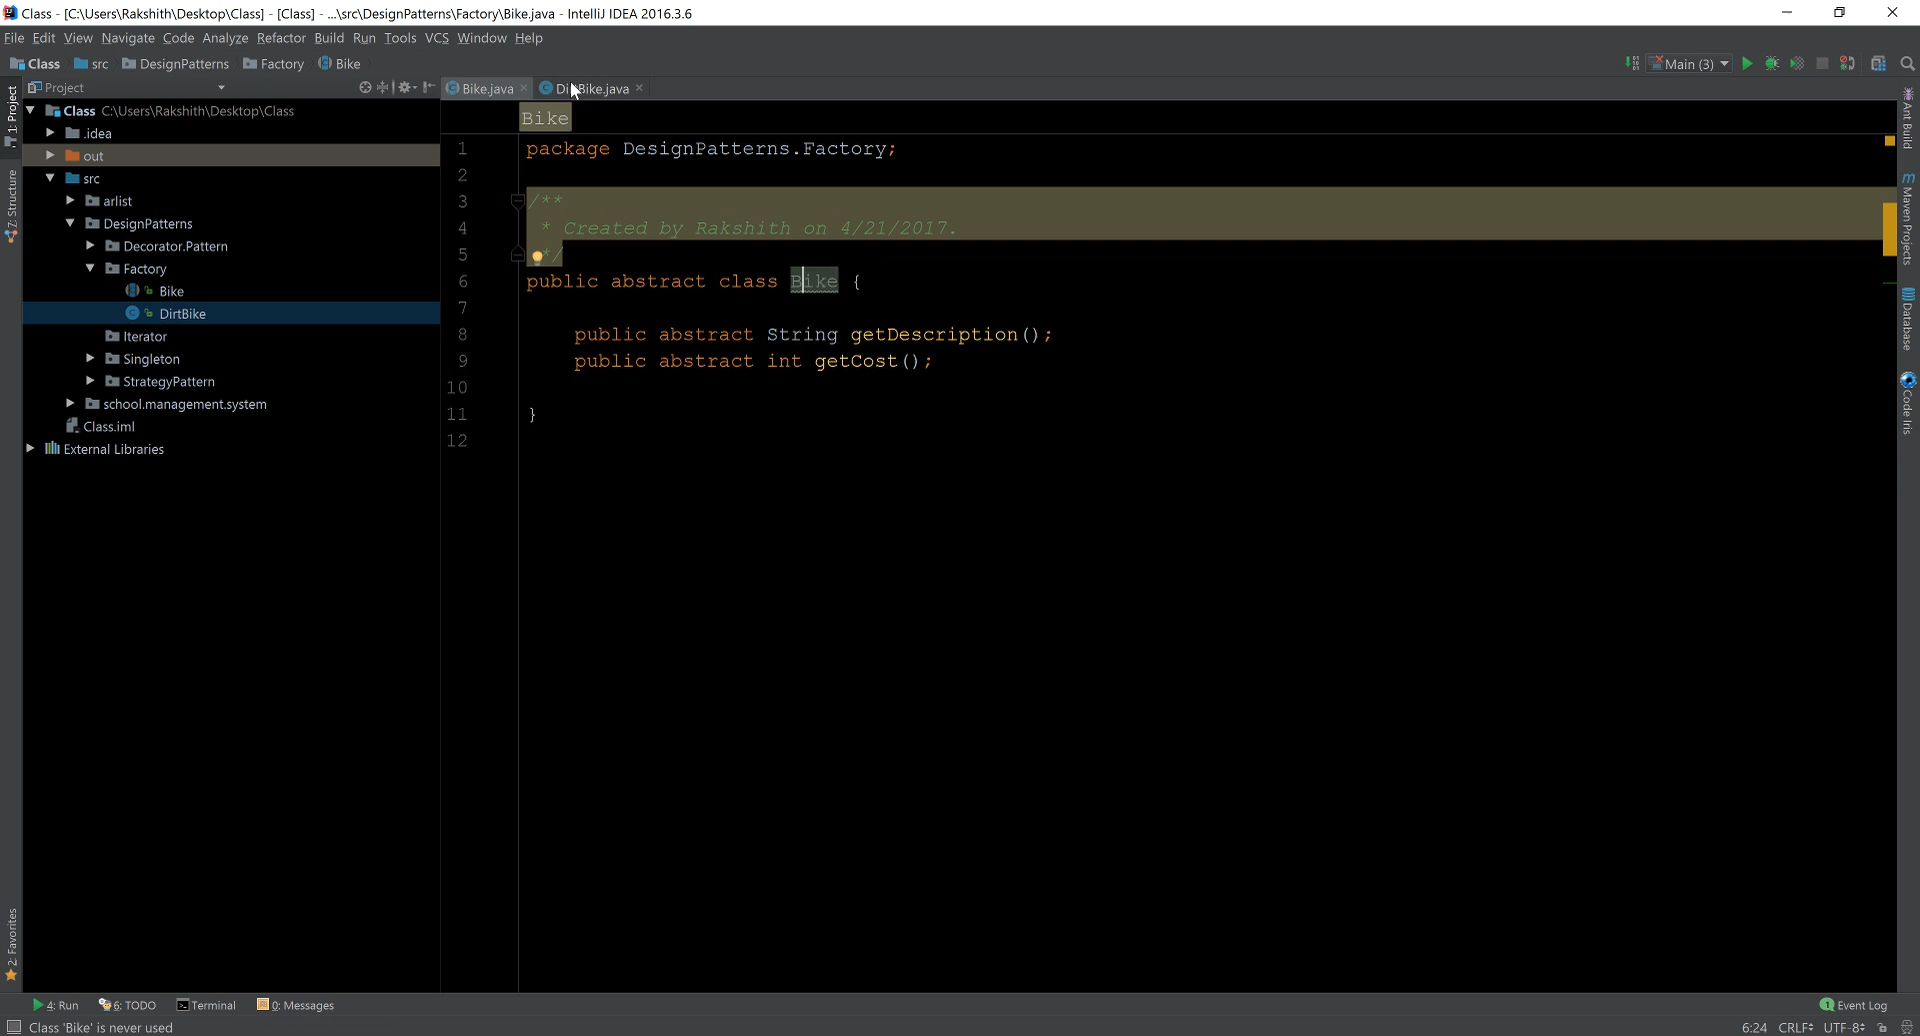 Class - [C:\Users\Rakshith\Desktop\Class] - [Class] - ...\src\DesignPatterns\Factory\Bike.java - IntelliJ IDEA 2016.3.6
File Edit View Navigate Code Analyze Refactor Build Run Tools VCS Window Help
Class src DesignPatterns Factory Bike
Main (3)
Project
Bike.java DirtBike.java
Class C:\Users\Rakshith\Desktop\Class
.idea
out
src
arlist
DesignPatterns
Decorator.Pattern
Factory
Bike
DirtBike
Iterator
Singleton
StrategyPattern
school.management.system
Class.iml
External Libraries
1: Project
7: Structure
2: Favorites
Bike
1 package DesignPatterns.Factory;
2
3 /**
4 * Created by Rakshith on 4/21/2017.
5 */
6 public abstract class Bike {
7
8 public abstract String getDescription();
9 public abstract int getCost();
10
11 }
12
Ant Build
Maven Projects
Database
Code Iris
4: Run 6: TODO Terminal 0: Messages
1 Event Log
Class 'Bike' is never used
6:24 CRLF UTF-8